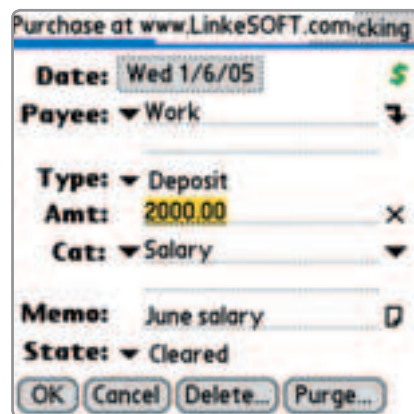 Purchase at www.LinkeSOFT.com cking
Date: Wed 1/6/05 $
Payee: Work
Type: Deposit
Amt: 2000.00
Cat: Salary
Memo: June salary
State: Cleared
OK Cancel Delete... Purge...